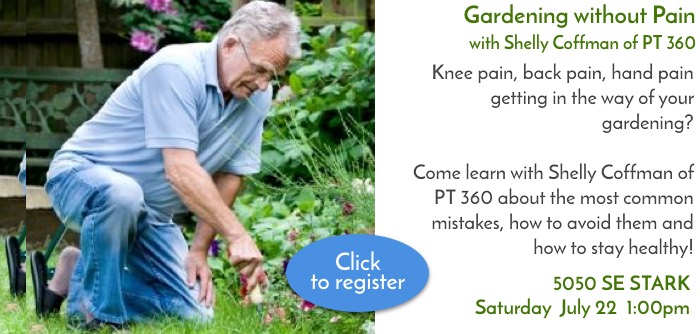 Gardening without Pain
with Shelly Coffman of PT 360
Knee pain, back pain, hand pain
getting in the way of your
gardening?
Come learn with Shelly Coffman of
PT 360 about the most common
mistakes, how to avoid them and
how to stay healthy!
Click
to register
5050 SE STARK
Saturday July 22 1:00pm